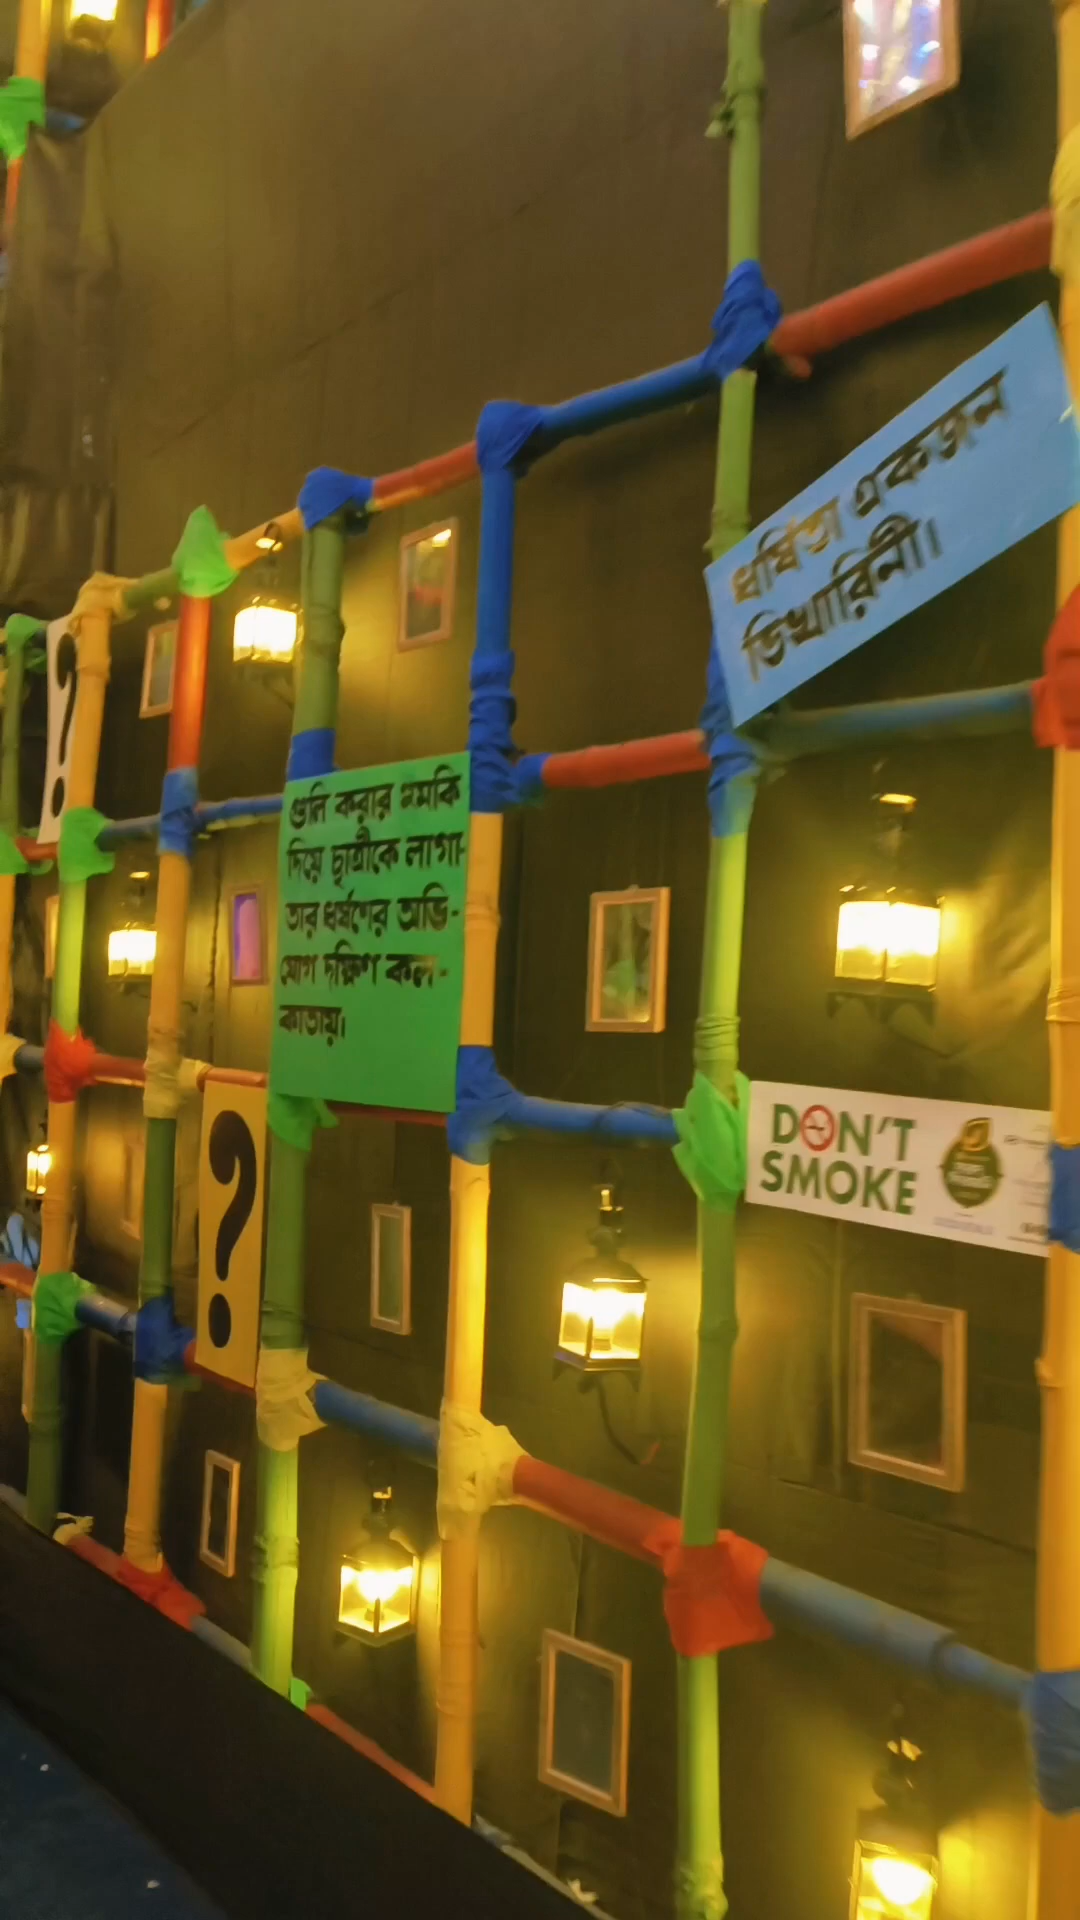 ধর্ষিতা একজন
ভিখারিনী।
গুলি করার হুমকি
দিয়ে ছাত্রীকে লাগা-
তার ধর্ষণের অভি-
যোগ দক্ষিণ কল-
কাতায়।
?
?
DON'T
SMOKE